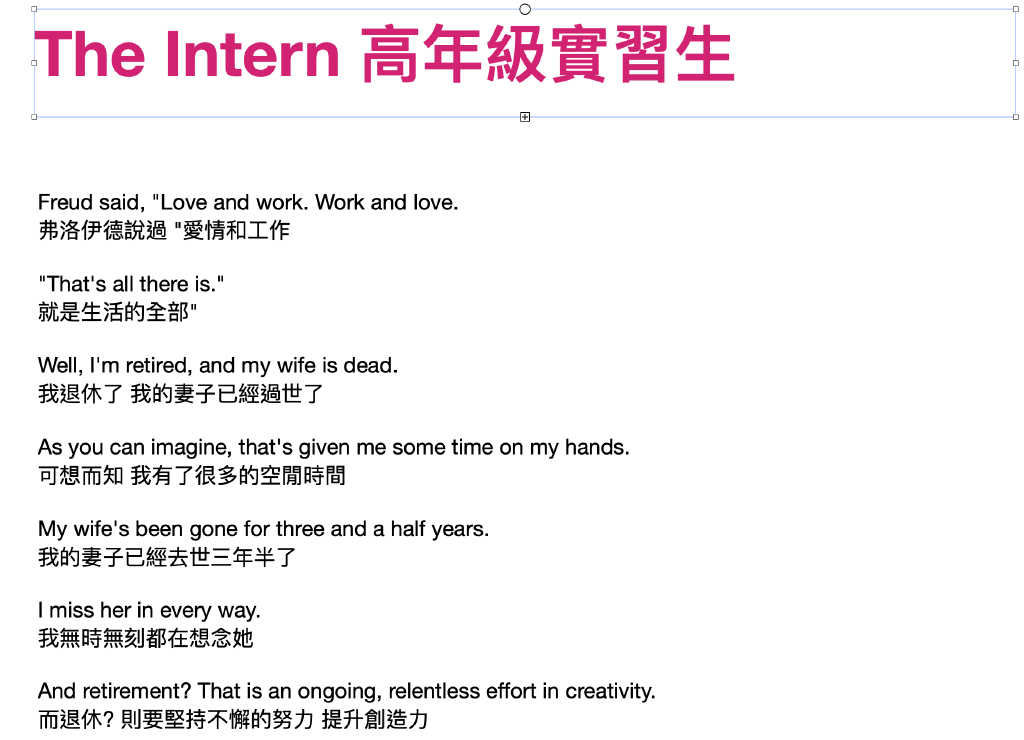 The Intern 高年級實習生
Freud said, "Love and work. Work and love.
弗洛伊德說過 "愛情和工作
"That's all there is."
就是生活的全部"
Well, I'm retired, and my wife is dead.
我退休了 我的妻子已經過世了
As you can imagine, that's given me some time on my hands.
可想而知 我有了很多的空閒時間
My wife's been gone for three and a half years.
我的妻子已經去世三年半了
I miss her in every way.
我無時無刻都在想念她
And retirement? That is an ongoing, relentless effort in creativity.
而退休? 則要堅持不懈的努力 提升創造力